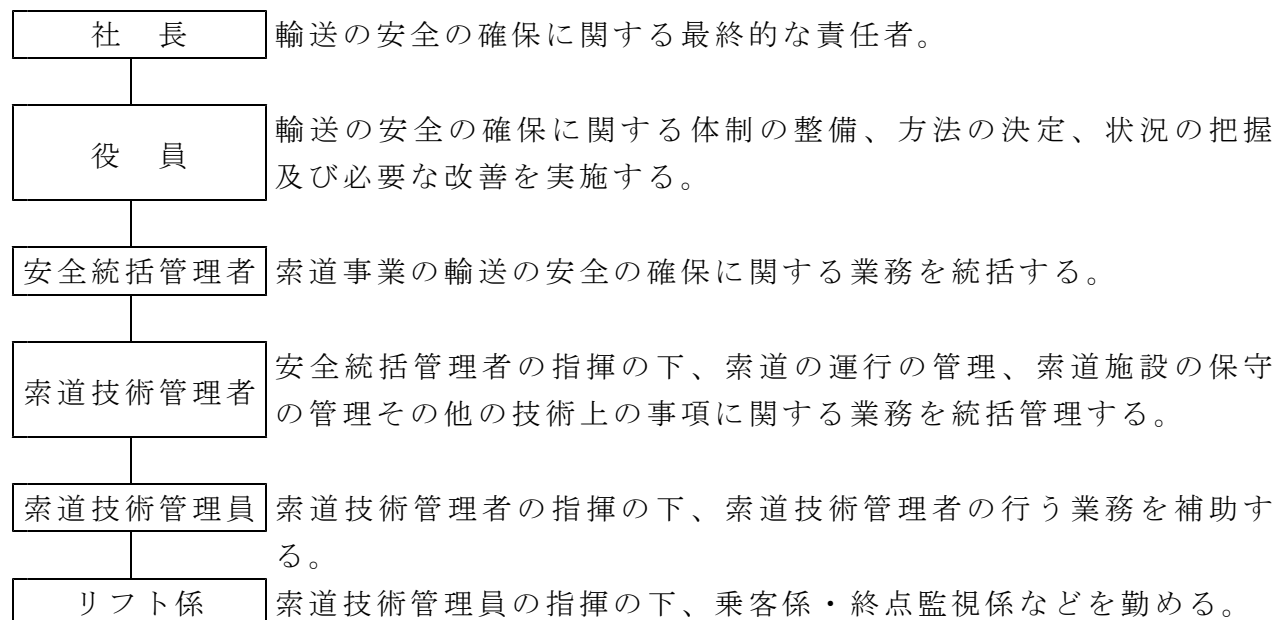 社 長
輸送の安全の確保に関する最終的な責任者。
役 員
輸送の安全の確保に関する体制の整備、方法の決定、状況の把握
及び必要な改善を実施する。
安全統括管理者
索道事業の輸送の安全の確保に関する業務を統括する。
索道技術管理者
安全統括管理者の指揮の下、索道の運行の管理、索道施設の保守
の管理その他の技術上の事項に関する業務を統括管理する。
索道技術管理員
索道技術管理者の指揮の下、索道技術管理者の行う業務を補助す
る。
リフト係
索道技術管理員の指揮の下、乗客係・終点監視係などを勤める。